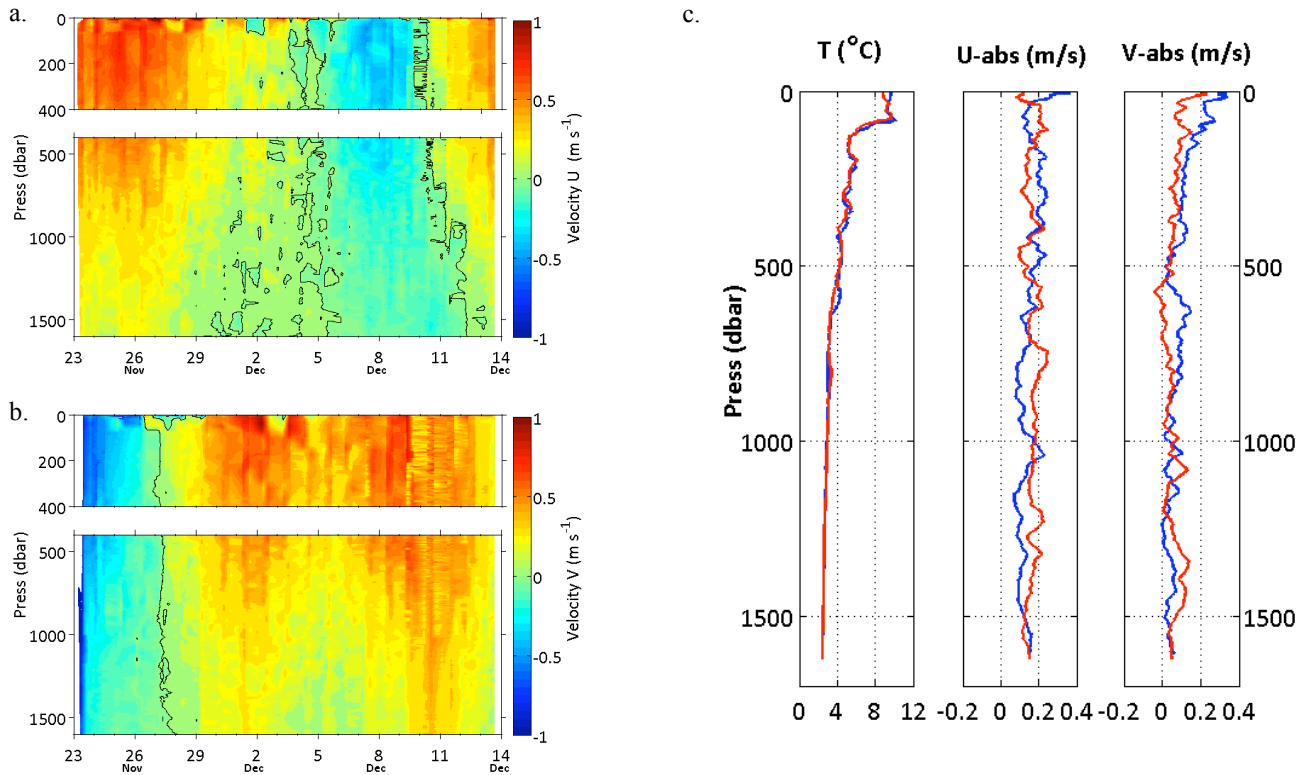 a.
0
200
400
500
1000
1500
Press (dbar)
23 26 29 2 5 8 11 14
Nov Dec Dec Dec
1
0.5
0
-0.5
-1
Velocity U (m s⁻¹)
b.
0
200
400
500
1000
1500
Press (dbar)
23 26 29 2 5 8 11 14
Nov Dec Dec Dec
1
0.5
0
-0.5
-1
Velocity V (m s⁻¹)
c.
T (°C) U-abs (m/s) V-abs (m/s)
0 0
500 500
1000 1000
1500 1500
Press (dbar)
0 4 8 12 -0.2 0 0.2 0.4 -0.2 0 0.2 0.4